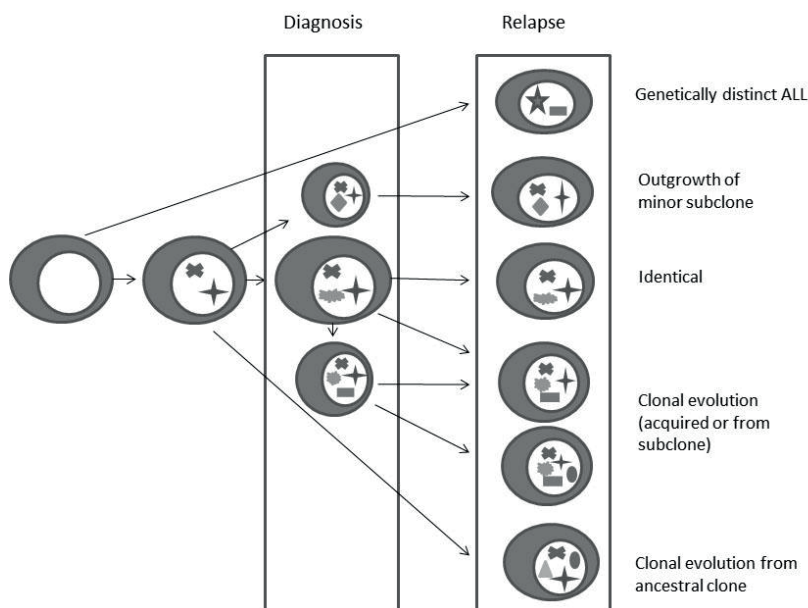 Diagnosis
Relapse
Genetically distinct ALL
Outgrowth of
minor subclone
Identical
Clonal evolution
(acquired or from
subclone)
Clonal evolution from
ancestral clone